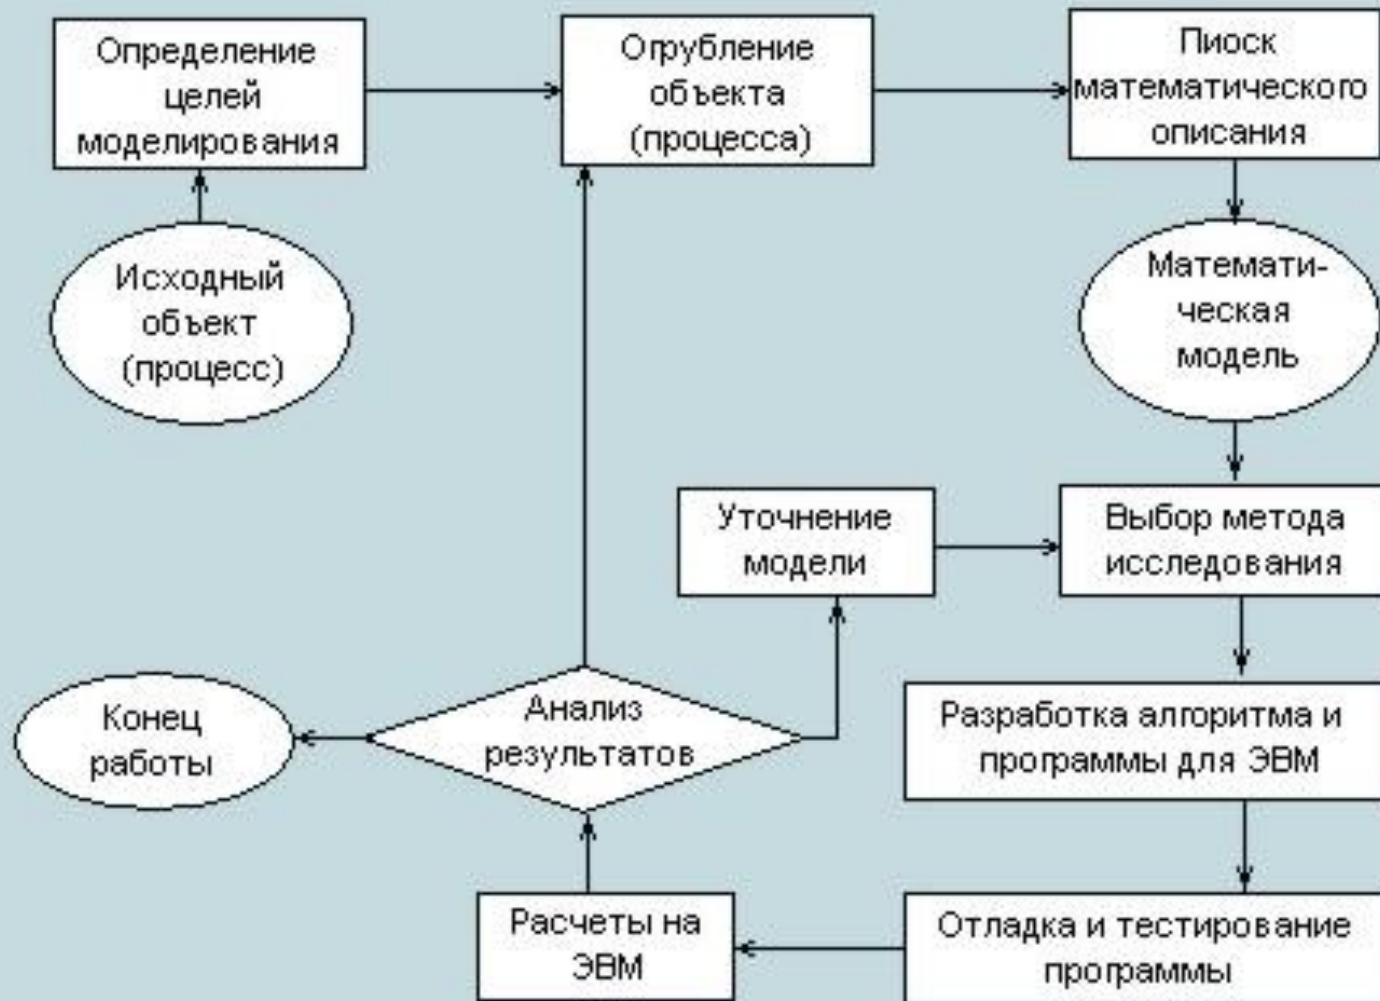 Определение
целей
моделирования
Огрубление
объекта
(процесса)
Пиоск
математического
описания
Исходный
объект
(процесс)
Математи-
ческая
модель
Уточнение
модели
Выбор метода
исследования
Конец
работы
Анализ
результатов
Разработка алгоритма и
программы для ЭВМ
Расчеты на
ЭВМ
Отладка и тестирование
программы